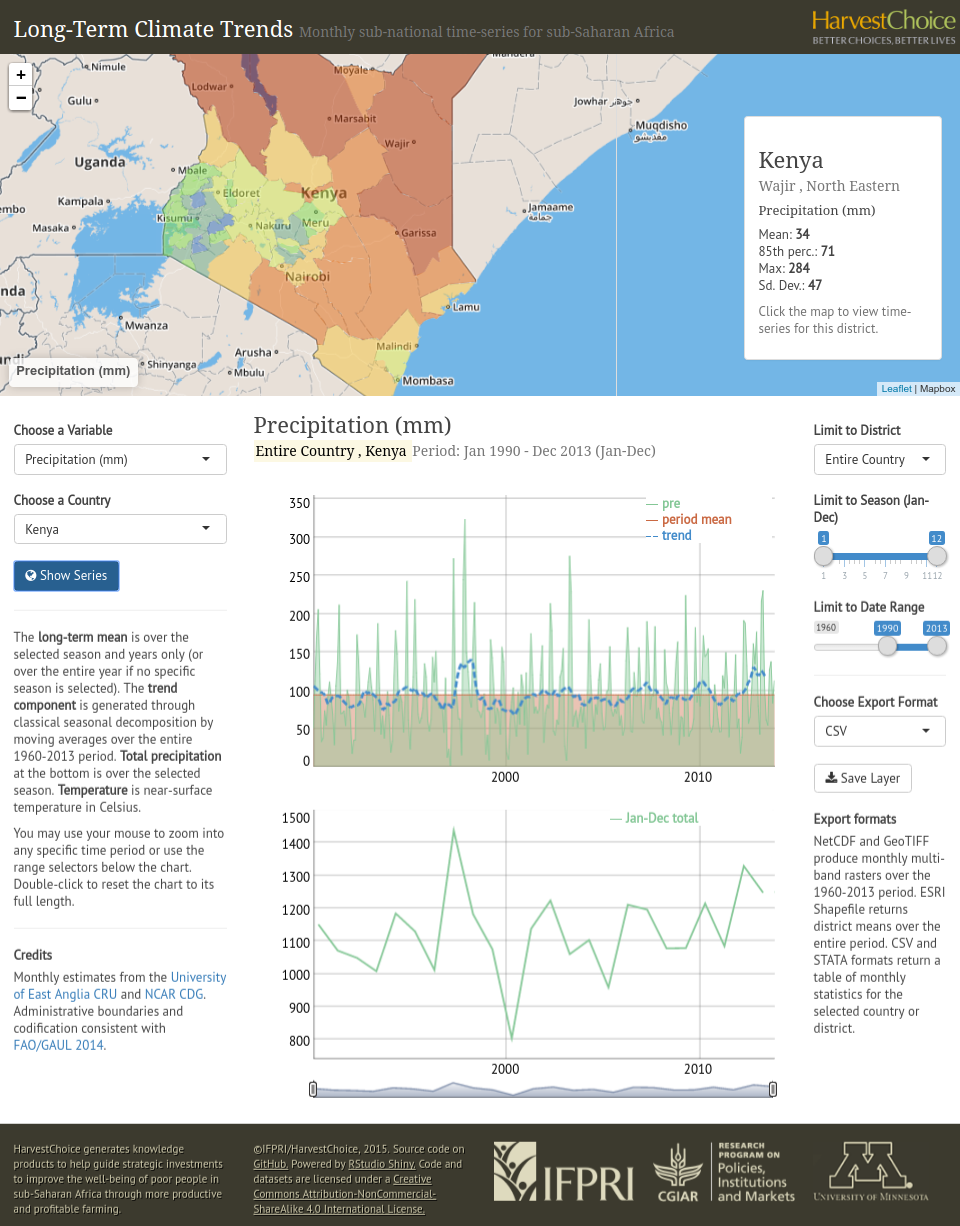 Long-Term Climate Trends Monthly sub-national time-series for sub-Saharan Africa
HarvestChoice
BETTER CHOICES, BETTER LIVES
+
−
Nimule
Gulu
Uganda
Kampala
Masaka
Mbale
Kisumu
Eldoret
Nakuru
Meru
Kenya
Nairobi
Lodwar
Moyale
Marsabit
Wajir
Garissa
Lamu
Malindi
Mombasa
Mwanza
Shinyanga
Arusha
Mbulu
Jowhar جوهر
Muqdisho
مقديشو
Jamaame
جمامه
Precipitation (mm)
Kenya
Wajir , North Eastern
Precipitation (mm)
Mean: 34
85th perc.: 71
Max: 284
Sd. Dev.: 47
Click the map to view time-
series for this district.
Leaflet | Mapbox
Choose a Variable
Precipitation (mm)
Choose a Country
Kenya
Show Series
The long-term mean is over the
selected season and years only (or
over the entire year if no specific
season is selected). The trend
component is generated through
classical seasonal decomposition by
moving averages over the entire
1960-2013 period. Total precipitation
at the bottom is over the selected
season. Temperature is near-surface
temperature in Celsius.
You may use your mouse to zoom into
any specific time period or use the
range selectors below the chart.
Double-click to reset the chart to its
full length.
Credits
Monthly estimates from the University
of East Anglia CRU and NCAR CDG.
Administrative boundaries and
codification consistent with
FAO/GAUL 2014.
Precipitation (mm)
Entire Country , Kenya Period: Jan 1990 - Dec 2013 (Jan-Dec)
350
300
250
200
150
100
50
0
pre
period mean
trend
2000
2010
1500
1400
1300
1200
1100
1000
900
800
Jan-Dec total
2000
2010
Limit to District
Entire Country
Limit to Season (Jan-
Dec)
1
12
1 3 5 7 9 11 12
Limit to Date Range
1960
1990
2013
Choose Export Format
CSV
Save Layer
Export formats
NetCDF and GeoTIFF
produce monthly multi-
band rasters over the
1960-2013 period. ESRI
Shapefile returns
district means over the
entire period. CSV and
STATA formats return a
table of monthly
statistics for the
selected country or
district.
HarvestChoice generates knowledge
products to help guide strategic investments
to improve the well-being of poor people in
sub-Saharan Africa through more productive
and profitable farming.
©IFPRI/HarvestChoice, 2015. Source code on
GitHub. Powered by RStudio Shiny. Code and
datasets are licensed under a Creative
Commons Attribution-NonCommercial-
ShareAlike 4.0 International License.
IFPRI
CGIAR
RESEARCH
PROGRAM ON
Policies,
Institutions
and Markets
M
UNIVERSITY OF MINNESOTA